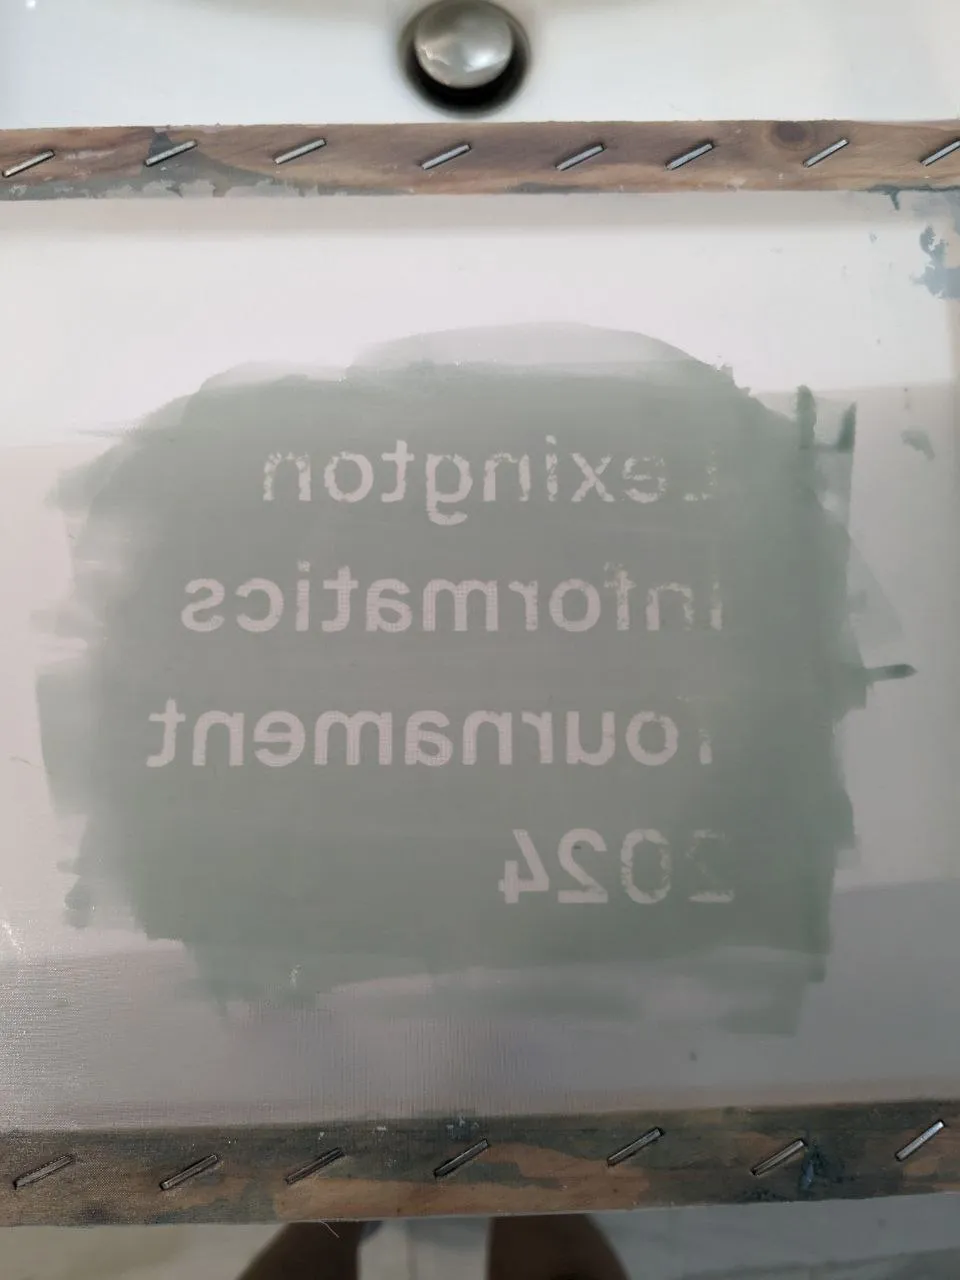 Lexington
Informatics
Tournament
2024